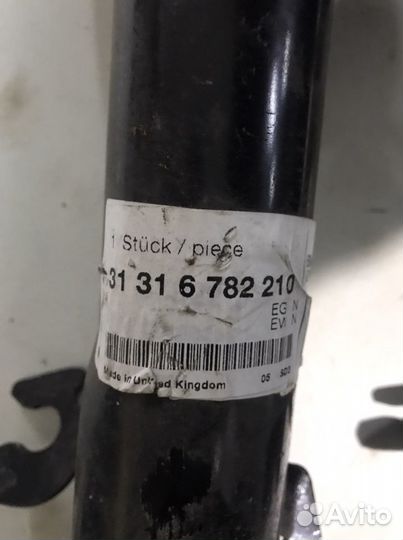 1 Stück / piece
31 31 6 782 210
EG N
EV N
Made in United Kingdom 05
Avito